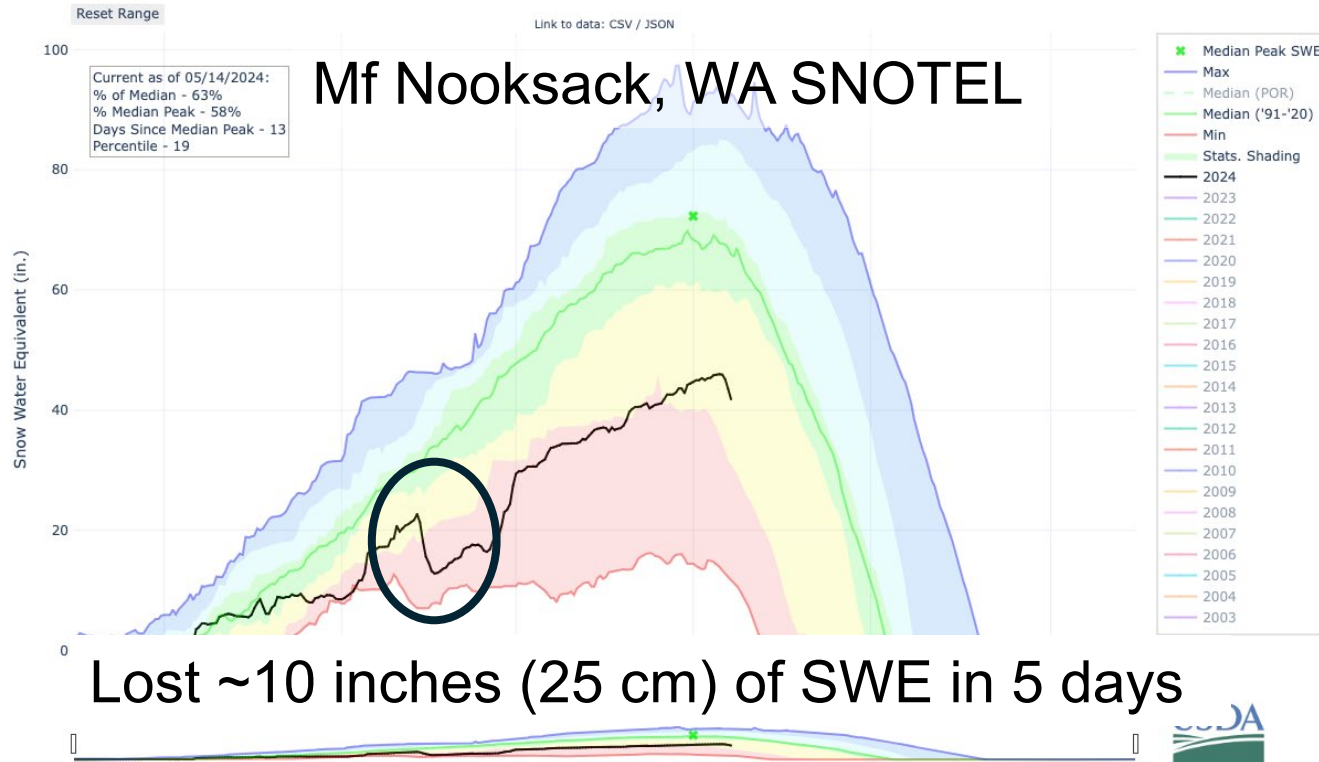 Reset Range
Link to data: CSV / JSON
Mf Nooksack, WA SNOTEL
Current as of 05/14/2024:
% of Median - 63%
% Median Peak - 58%
Days Since Median Peak - 13
Percentile - 19
Snow Water Equivalent (in.)
100
80
60
40
20
0
Median Peak SWE
Max
Median (POR)
Median ('91-'20)
Min
Stats. Shading
2024
2023
2022
2021
2020
2019
2018
2017
2016
2015
2014
2013
2012
2011
2010
2009
2008
2007
2006
2005
2004
2003
Lost ~10 inches (25 cm) of SWE in 5 days
USDA